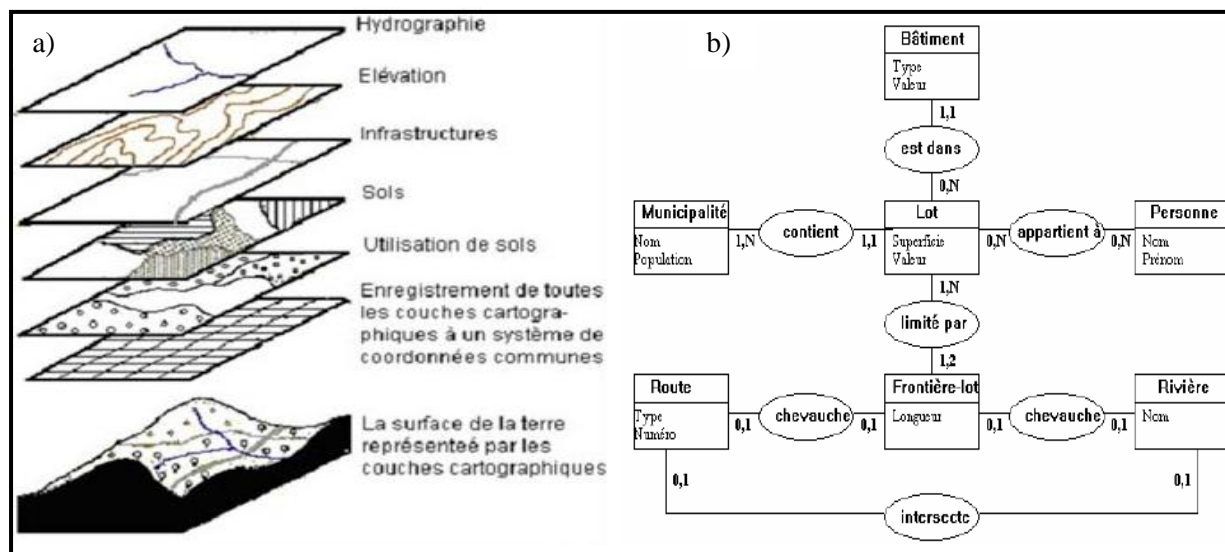 a)
Hydrographie
Elévation
Infrastructures
Sols
Utilisation de sols
Enregistrement de toutes
les couches cartogra-
phiques à un système de
coordonnées communes
La surface de la terre
représenteé par les
couches cartographiques
b)
Bâtiment
Type
Valeur
1,1
est dans
0,N
Municipalité
Nom
Population
1,N
contient
1,1
Lot
Superficie
Valeur
0,N
appartient à
0,N
Personne
Nom
Prénom
1,N
limité par
1,2
Route
Type
Numéro
0,1
chevauche
0,1
Frontière-lot
Longueur
0,1
chevauche
0,1
Rivière
Nom
0,1
0,1
intersecte